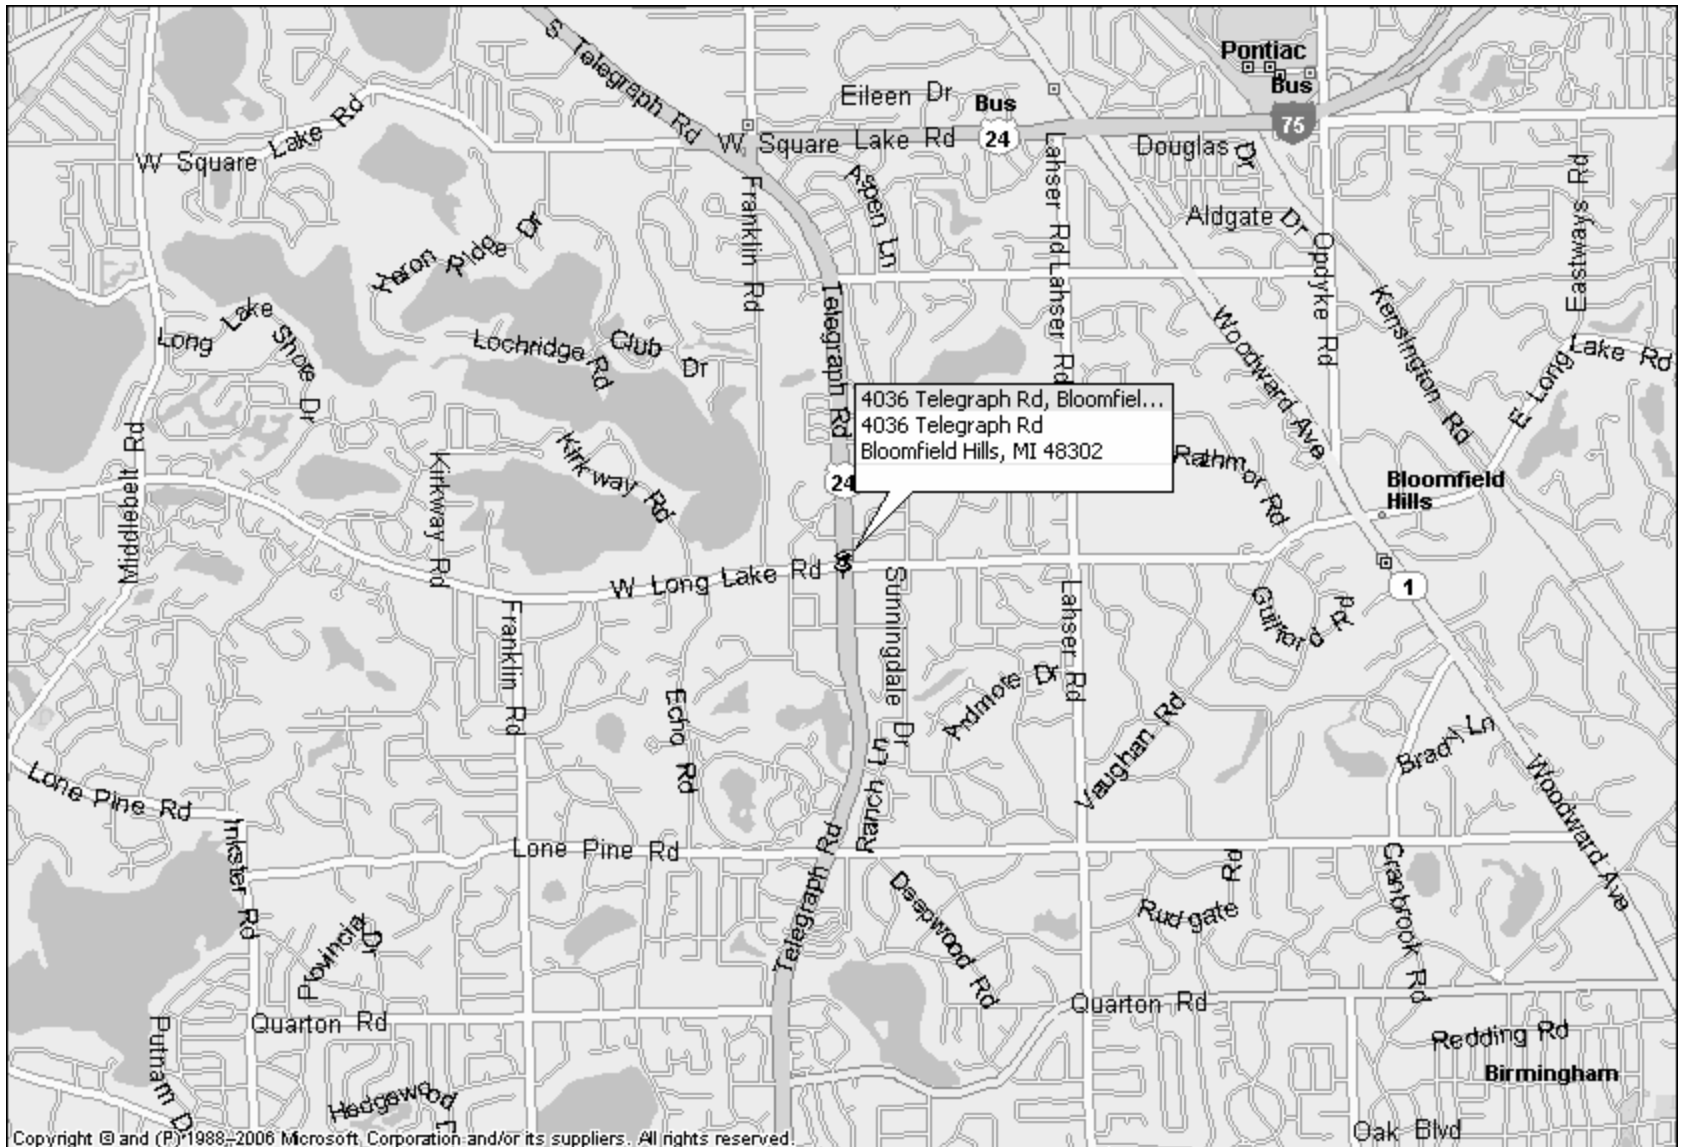 S Telegraph Rd
Pontiac
Bus
75
Eileen Dr
Bus
24
W Square Lake Rd
W Square Lake Rd
Douglas Dr
Lahser Rd
Aspen Ln
Franklin Rd
Aldgate Dr
Opdyke Rd
Eastways Rd
Kensington Rd
Lahser Rd
Telegraph Rd
Woodward Ave
Long Lake Shore Dr
Lochridge Rd
Club Dr
E Long Lake Rd
4036 Telegraph Rd, Bloomfiel...
4036 Telegraph Rd
Bloomfield Hills, MI 48302
24
Middlebelt Rd
Kirkway Rd
Kirkway Rd
Rathmor Rd
Bloomfield
Hills
W Long Lake Rd
1
Sunningdale Dr
Lahser Rd
Guilford Rd
Franklin Rd
Echo Rd
Ardmore Dr
Vaughan Rd
Brady Ln
Woodward Ave
Lone Pine Rd
Ranch Ln
Inkster Rd
Lone Pine Rd
Telegraph Rd
Deepwood Rd
Rudgate Rd
Cranbrook Rd
Provincial Dr
Quarton Rd
Quarton Rd
Putnam D
Hedgewood D
Redding Rd
Birmingham
Oak Blvd
Copyright © and (P) 1988–2006 Microsoft Corporation and/or its suppliers. All rights reserved.